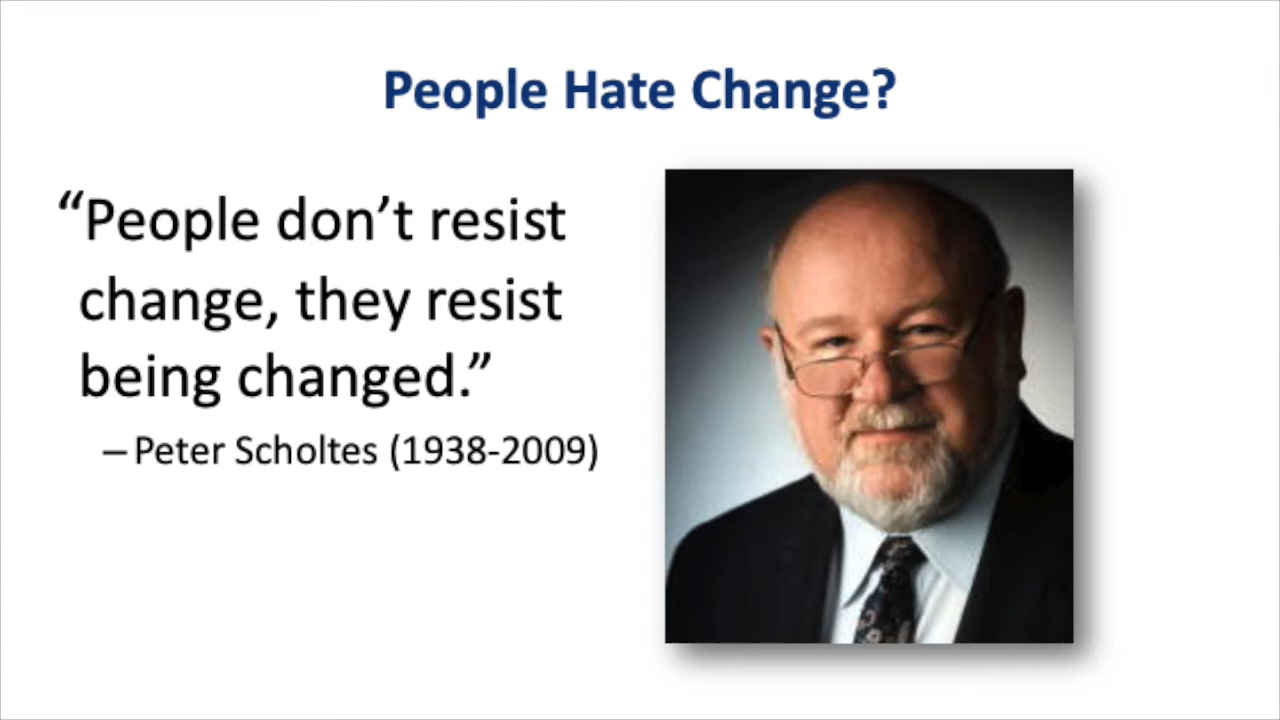 People Hate Change?
“People don’t resist
change, they resist
being changed.”
–Peter Scholtes (1938-2009)